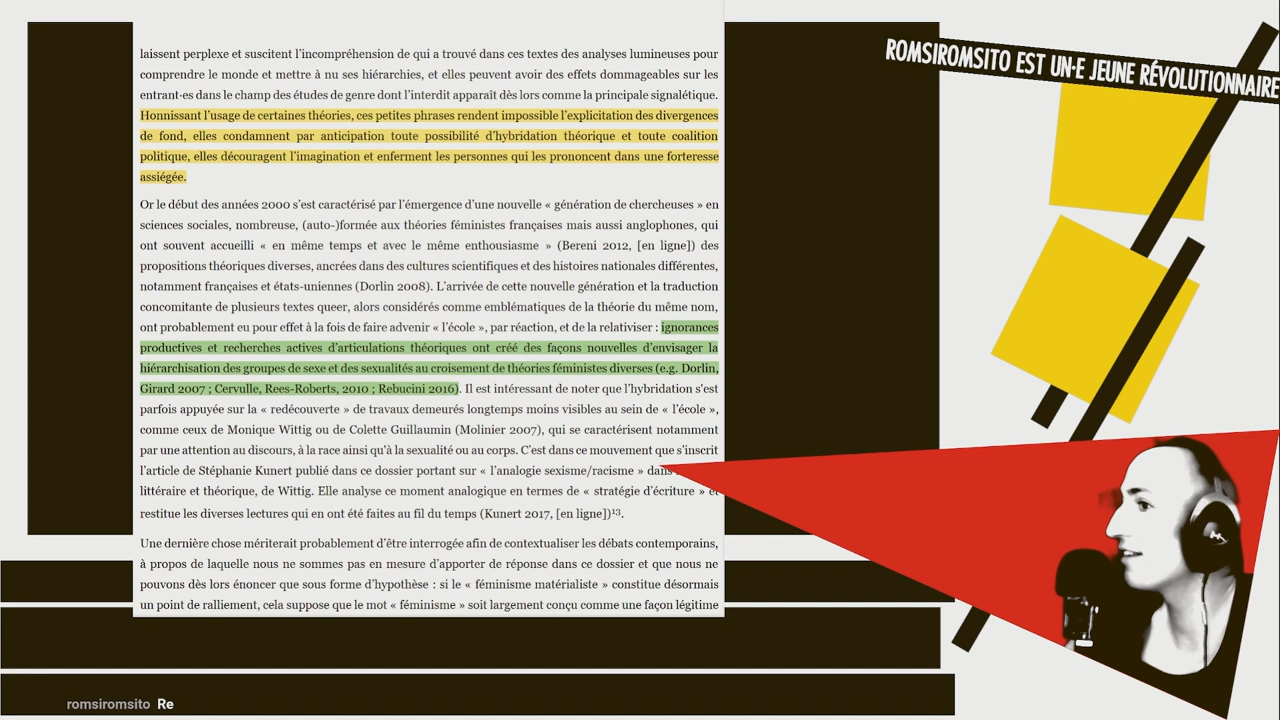 ROMSIROMSITO EST UN·E JEUNE RÉVOLUTIONNAIRE
laissent perplexe et suscitent l'incompréhension de qui a trouvé dans ces textes des analyses lumineuses pour
comprendre le monde et mettre à nu ses hiérarchies, et elles peuvent avoir des effets dommageables sur les
entrant·es dans le champ des études de genre dont l'interdit apparaît dès lors comme la principale signalétique.
Honnissant l'usage de certaines théories, ces petites phrases rendent impossible l'explicitation des divergences
de fond, elles condamnent par anticipation toute possibilité d'hybridation théorique et toute coalition
politique, elles découragent l'imagination et enferment les personnes qui les prononcent dans une forteresse
assiégée.
Or le début des années 2000 s'est caractérisé par l'émergence d'une nouvelle « génération de chercheuses » en
sciences sociales, nombreuse, (auto-)formée aux théories féministes françaises mais aussi anglophones, qui
ont souvent accueilli « en même temps et avec le même enthousiasme » (Bereni 2012, [en ligne]) des
propositions théoriques diverses, ancrées dans des cultures scientifiques et des histoires nationales différentes,
notamment françaises et états-uniennes (Dorlin 2008). L'arrivée de cette nouvelle génération et la traduction
concomitante de plusieurs textes queer, alors considérés comme emblématiques de la théorie du même nom,
ont probablement eu pour effet à la fois de faire advenir « l'école », par réaction, et de la relativiser : ignorances
productives et recherches actives d'articulations théoriques ont créé des façons nouvelles d'envisager la
hiérarchisation des groupes de sexe et des sexualités au croisement de théories féministes diverses (e.g. Dorlin,
Girard 2007 ; Cervulle, Rees-Roberts, 2010 ; Rebucini 2016). Il est intéressant de noter que l'hybridation s'est
parfois appuyée sur la « redécouverte » de travaux demeurés longtemps moins visibles au sein de « l'école »,
comme ceux de Monique Wittig ou de Colette Guillaumin (Molinier 2007), qui se caractérisent notamment
par une attention au discours, à la race ainsi qu'à la sexualité ou au corps. C'est dans ce mouvement que s'inscrit
l'article de Stéphanie Kunert publié dans ce dossier portant sur « l'analogie sexisme/racisme » dans
littéraire et théorique, de Wittig. Elle analyse ce moment analogique en termes de « stratégie d'écriture » et
restitue les diverses lectures qui en ont été faites au fil du temps (Kunert 2017, [en ligne])13.
Une dernière chose mériterait probablement d'être interrogée afin de contextualiser les débats contemporains,
à propos de laquelle nous ne sommes pas en mesure d'apporter de réponse dans ce dossier et que nous ne
pouvons dès lors énoncer que sous forme d'hypothèse : si le « féminisme matérialiste » constitue désormais
un point de ralliement, cela suppose que le mot « féminisme » soit largement conçu comme une façon légitime
romsiromsito Re